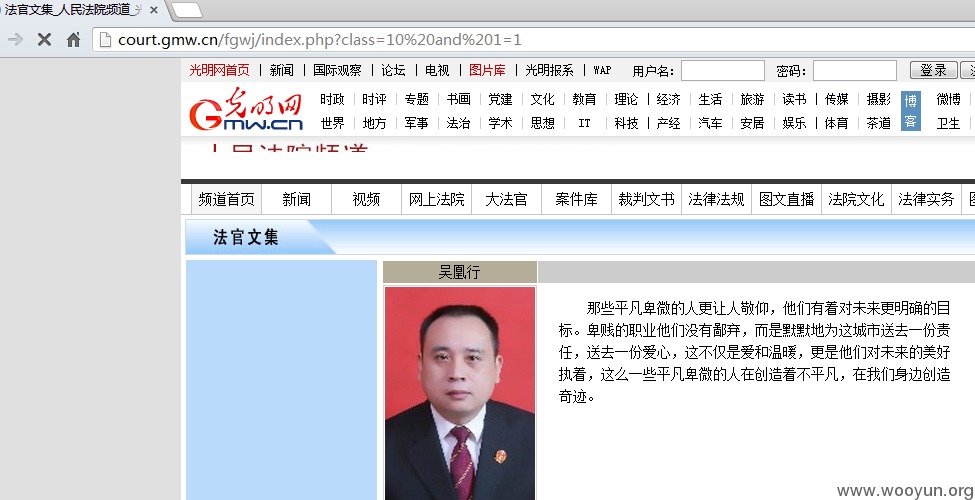 法官文集_人民法院频道_
court.gmw.cn/fgwj/index.php?class=10%20and%201=1
光明网首页 | 新闻 | 国际观察 | 论坛 | 电视 | 图片库 | 光明报系 | WAP 用户名: 密码: 登录
光明网 时政 时评 专题 书画 党建 文化 教育 理论 经济 生活 旅游 读书 传媒 摄影 博客 微博
GMW.CN 世界 地方 军事 法治 学术 思想 IT 科技 产经 汽车 安居 娱乐 体育 茶道 卫生
人民法院频道
频道首页 新闻 视频 网上法院 大法官 案件库 裁判文书 法律法规 图文直播 法院文化 法律实务
法官文集
吴凰行
那些平凡卑微的人更让人敬仰，他们有着对未来更明确的目
标。卑贱的职业他们没有鄙弃，而是默默地为这城市送去一份责
任，送去一份爱心，这不仅是爱和温暖，更是他们对未来的美好
执着，这么一些平凡卑微的人在创造着不平凡，在我们身边创造
奇迹。
www.wooyun.org